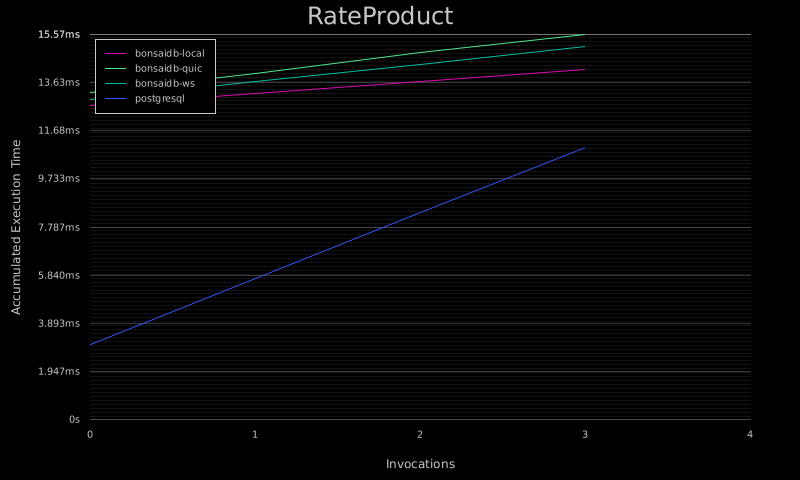 RateProduct
15.57ms
13.63ms
11.68ms
9.733ms
7.787ms
5.840ms
3.893ms
1.947ms
0s
Accumulated Execution Time
bonsaidb-local
bonsaidb-quic
bonsaidb-ws
postgresql
0 1 2 3 4
Invocations